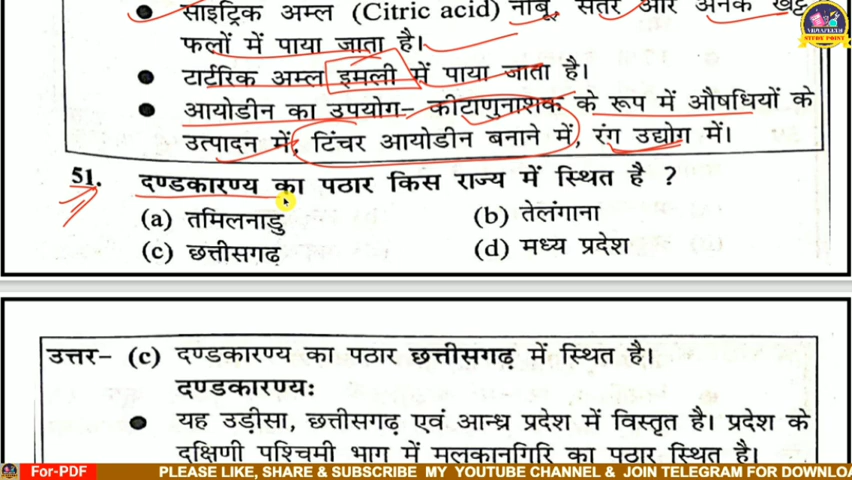 साइट्रिक अम्ल (Citric acid) नींबू, संतरे और अनेक खट्टे
फलों में पाया जाता है।
टार्टरिक अम्ल इमली में पाया जाता है।
आयोडीन का उपयोग– कीटाणुनाशक के रूप में औषधियों के
उत्पादन में, टिंचर आयोडीन बनाने में, रंग उद्योग में।
51. दण्डकारण्य का पठार किस राज्य में स्थित है ?
(a) तमिलनाडु (b) तेलंगाना
(c) छत्तीसगढ़ (d) मध्य प्रदेश
उत्तर– (c) दण्डकारण्य का पठार छत्तीसगढ़ में स्थित है।
दण्डकारण्यः
यह उड़ीसा, छत्तीसगढ़ एवं आन्ध्र प्रदेश में विस्तृत है। प्रदेश के
दक्षिणी पश्चिमी भाग में मलकानगिरि का पठार स्थित है।
For-PDF PLEASE LIKE, SHARE & SUBSCRIBE MY YOUTUBE CHANNEL & JOIN TELEGRAM FOR DOWNLOA
STUDY POINT